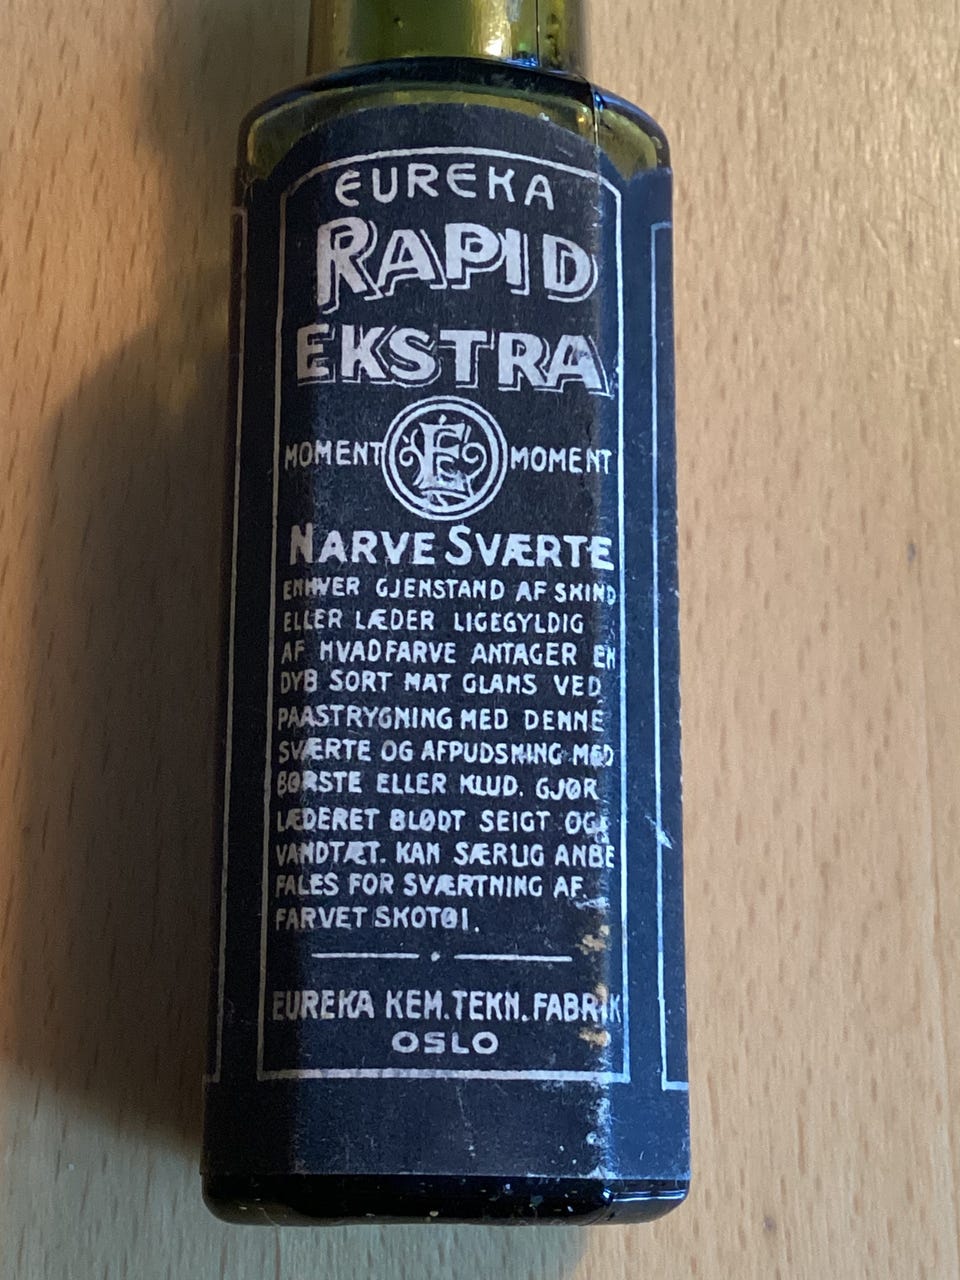 EUREKA
RAPID
EKSTRA
MOMENT E MOMENT
NARVE SVÆRTE
ENHVER GJENSTAND AF SKIND
ELLER LÆDER LIGEGYLDIG
AF HVAD FARVE ANTAGER EN
DYB SORT MAT GLANS VED
PAASTRYGNING MED DENNE
SVÆRTE OG AFPUDSNING MED
BØRSTE ELLER KLUD. GJØR
LÆDERET BLØDT SEIGT OG
VANDTÆT. KAN SÆRLIG ANBE
FALES FOR SVÆRTNING AF
FARVET SKOTØI.
EUREKA KEM. TEKN. FABRIK
OSLO